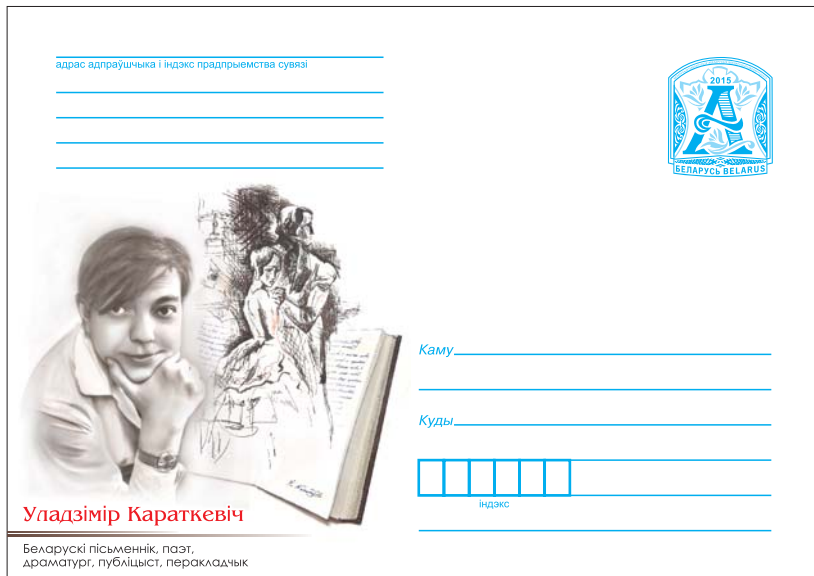 адрас адпраўшчыка і індэкс прадпрыемства сувязі
2015
А
БЕЛАРУСЬ BELARUS
Каму
Куды
індэкс
Уладзімір Караткевіч
Беларускі пісьменнік, паэт,
драматург, публіцыст, перакладчык